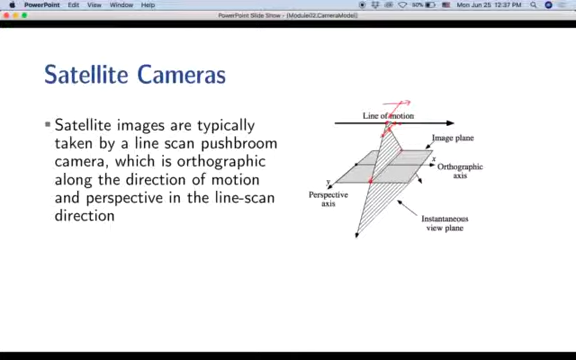 PowerPoint Edit View Window Help
50%
Mon Jun 25 12:37 PM
PowerPoint Slide Show - [Module02.CameraModel]
Satellite Cameras
Satellite images are typically
taken by a line scan pushbroom
camera, which is orthographic
along the direction of motion
and perspective in the line-scan
direction
Line of motion
Image plane
x
Orthographic
axis
y
Perspective
axis
Instantaneous
view plane